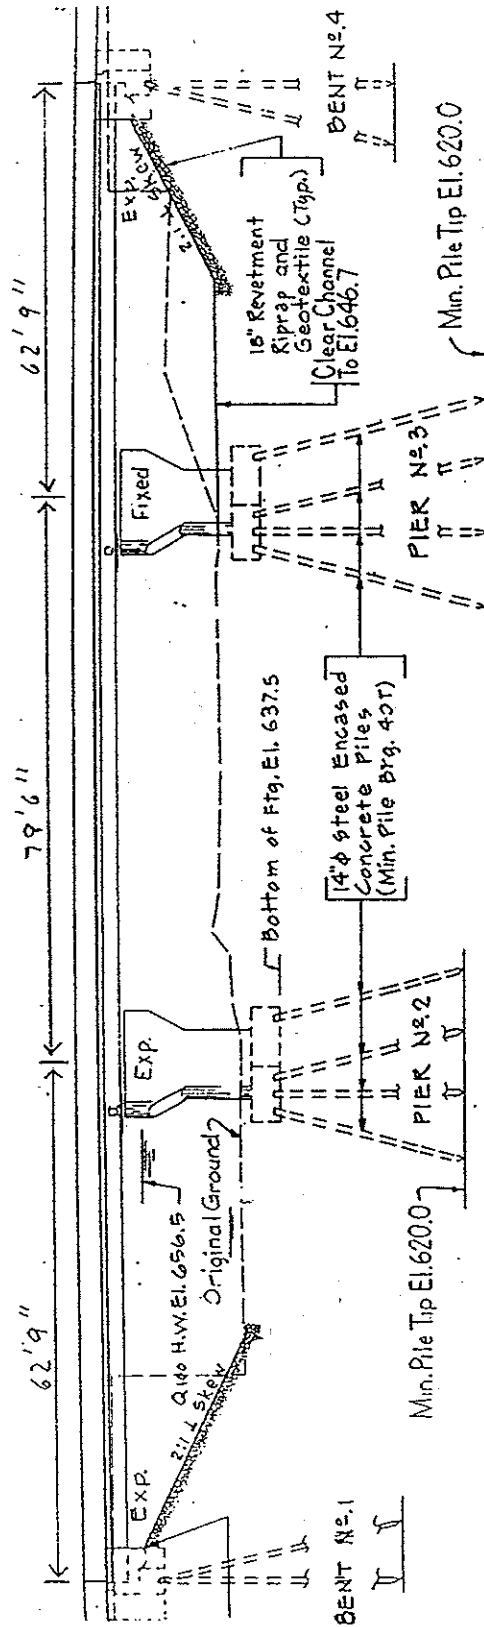 62'9"
78'6"
62'9"
Exp.
2:1 ⊥ Skew
Q100 H.W.El. 656.5
Original Ground
Exp.
Fixed
Exp.
2:1 ⊥ SKEW
18" Revetment
Riprap and
Geotextile (Typ.)
Clear Channel
To El.646.7
Bottom of Ftg. El. 637.5
14"ϕ Steel Encased
Concrete Piles
(Min. Pile Brg. 40T)
BENT Nº.1
PIER Nº.2
PIER Nº.3
BENT Nº.4
Min. Pile Tip El.620.0
Min. Pile Tip El.620.0